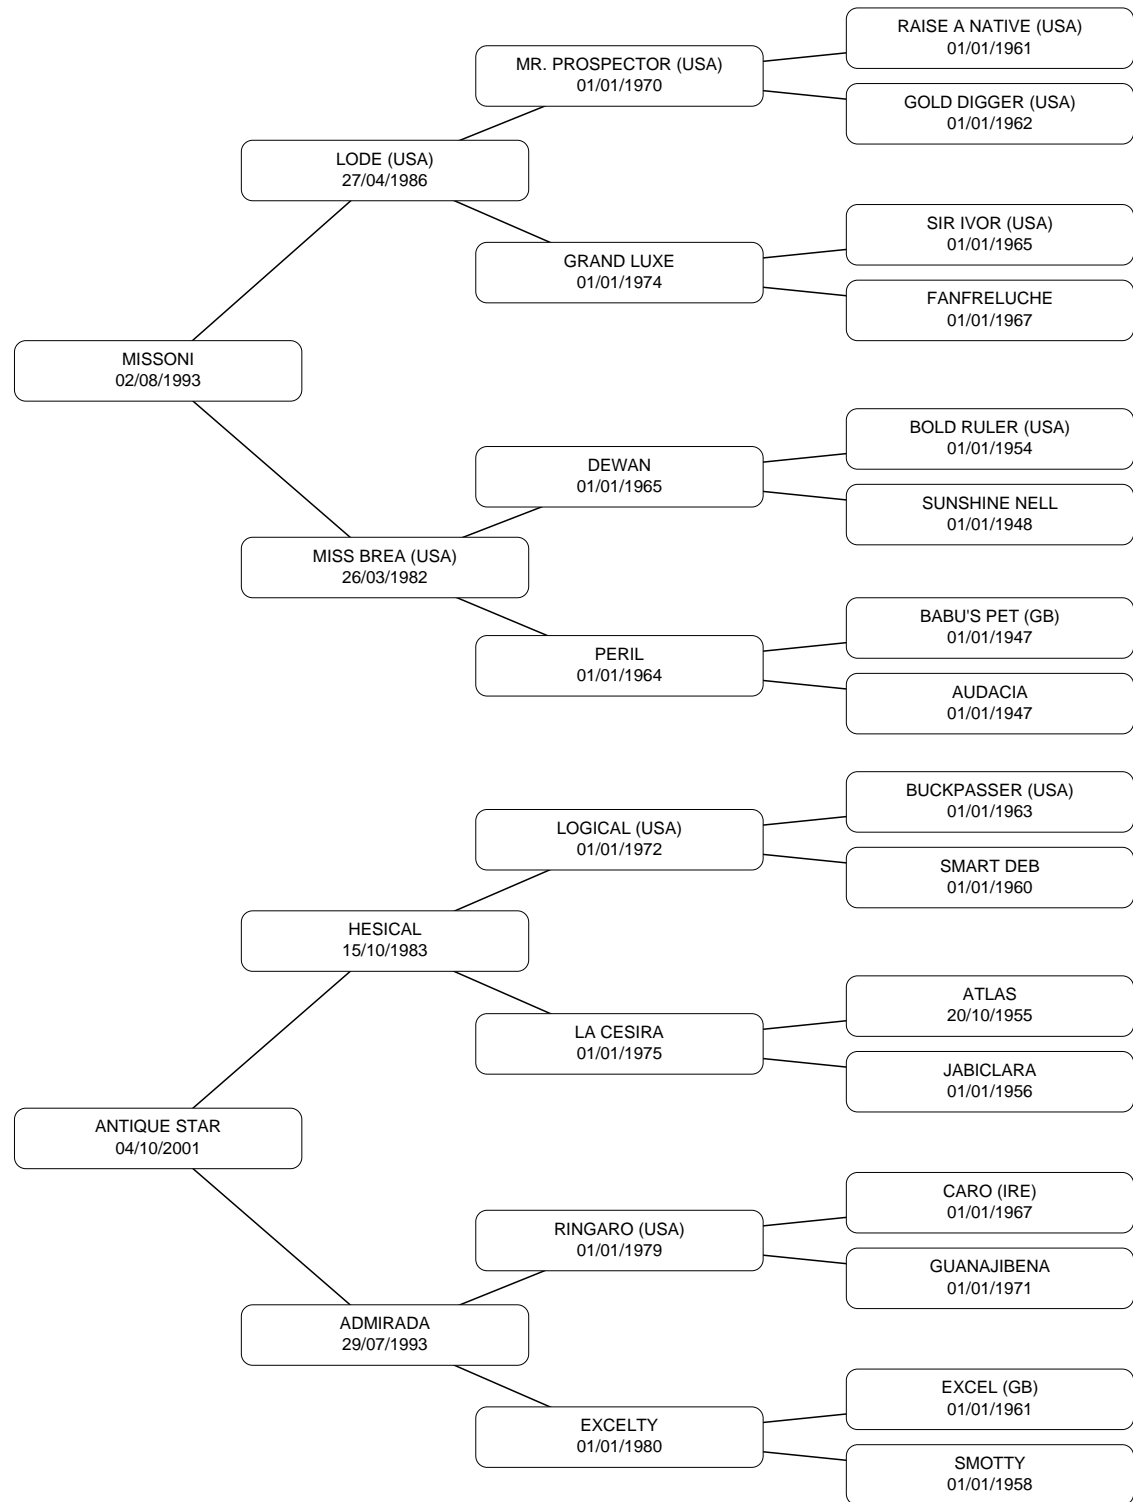 RAISE A NATIVE (USA)
01/01/1961
MR. PROSPECTOR (USA)
01/01/1970
GOLD DIGGER (USA)
01/01/1962
LODE (USA)
27/04/1986
SIR IVOR (USA)
01/01/1965
GRAND LUXE
01/01/1974
FANFRELUCHE
01/01/1967
MISSONI
02/08/1993
BOLD RULER (USA)
01/01/1954
DEWAN
01/01/1965
SUNSHINE NELL
01/01/1948
MISS BREA (USA)
26/03/1982
BABU'S PET (GB)
01/01/1947
PERIL
01/01/1964
AUDACIA
01/01/1947
BUCKPASSER (USA)
01/01/1963
LOGICAL (USA)
01/01/1972
SMART DEB
01/01/1960
HESICAL
15/10/1983
ATLAS
20/10/1955
LA CESIRA
01/01/1975
JABICLARA
01/01/1956
ANTIQUE STAR
04/10/2001
CARO (IRE)
01/01/1967
RINGARO (USA)
01/01/1979
GUANAJIBENA
01/01/1971
ADMIRADA
29/07/1993
EXCEL (GB)
01/01/1961
EXCELTY
01/01/1980
SMOTTY
01/01/1958